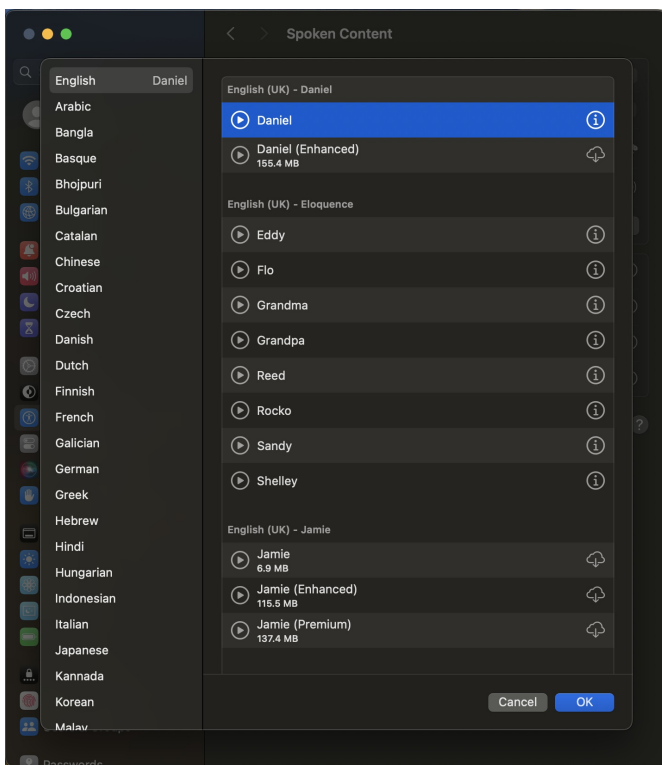 Spoken Content
English Daniel
Arabic
Bangla
Basque
Bhojpuri
Bulgarian
Catalan
Chinese
Croatian
Czech
Danish
Dutch
Finnish
French
Galician
German
Greek
Hebrew
Hindi
Hungarian
Indonesian
Italian
Japanese
Kannada
Korean
Malay
English (UK) - Daniel
Daniel
Daniel (Enhanced)
155.4 MB
English (UK) - Eloquence
Eddy
Flo
Grandma
Grandpa
Reed
Rocko
Sandy
Shelley
English (UK) - Jamie
Jamie
6.9 MB
Jamie (Enhanced)
115.5 MB
Jamie (Premium)
137.4 MB
Cancel OK
?
Passwords